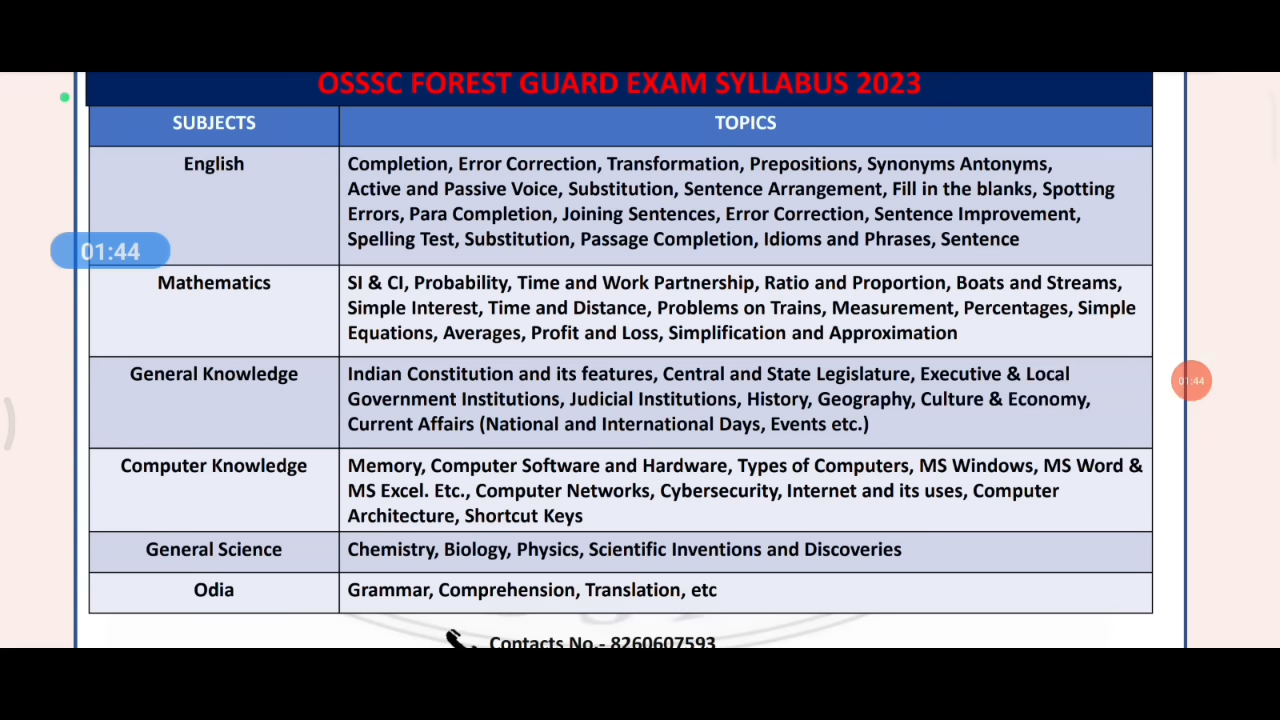 OSSSC FOREST GUARD EXAM SYLLABUS 2023
SUBJECTS
TOPICS
English
Completion, Error Correction, Transformation, Prepositions, Synonyms Antonyms,
Active and Passive Voice, Substitution, Sentence Arrangement, Fill in the blanks, Spotting
Errors, Para Completion, Joining Sentences, Error Correction, Sentence Improvement,
Spelling Test, Substitution, Passage Completion, Idioms and Phrases, Sentence
01:44
Mathematics
SI & CI, Probability, Time and Work Partnership, Ratio and Proportion, Boats and Streams,
Simple Interest, Time and Distance, Problems on Trains, Measurement, Percentages, Simple
Equations, Averages, Profit and Loss, Simplification and Approximation
General Knowledge
Indian Constitution and its features, Central and State Legislature, Executive & Local
Government Institutions, Judicial Institutions, History, Geography, Culture & Economy,
Current Affairs (National and International Days, Events etc.)
01:44
Computer Knowledge
Memory, Computer Software and Hardware, Types of Computers, MS Windows, MS Word &
MS Excel. Etc., Computer Networks, Cybersecurity, Internet and its uses, Computer
Architecture, Shortcut Keys
General Science
Chemistry, Biology, Physics, Scientific Inventions and Discoveries
Odia
Grammar, Comprehension, Translation, etc
Contacts No.- 8260607593